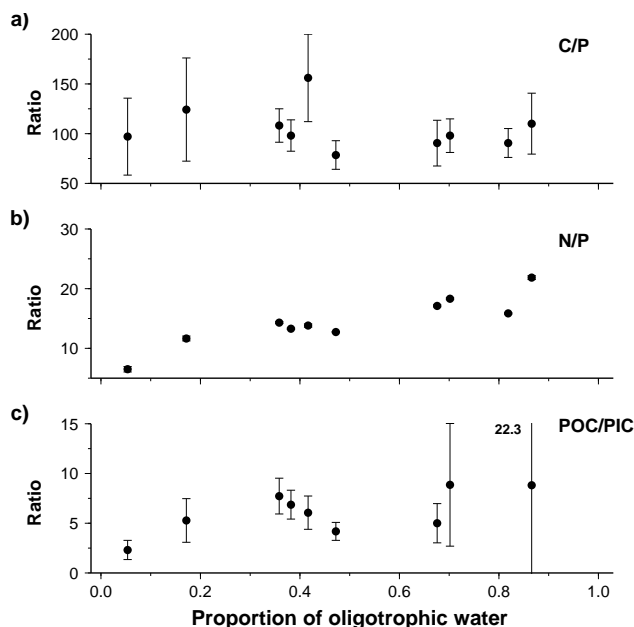 a)
C/P
200
150
100
50
Ratio
b)
N/P
30
20
10
Ratio
c)
POC/PIC
22.3
15
10
5
0
Ratio
0.0 0.2 0.4 0.6 0.8 1.0
Proportion of oligotrophic water